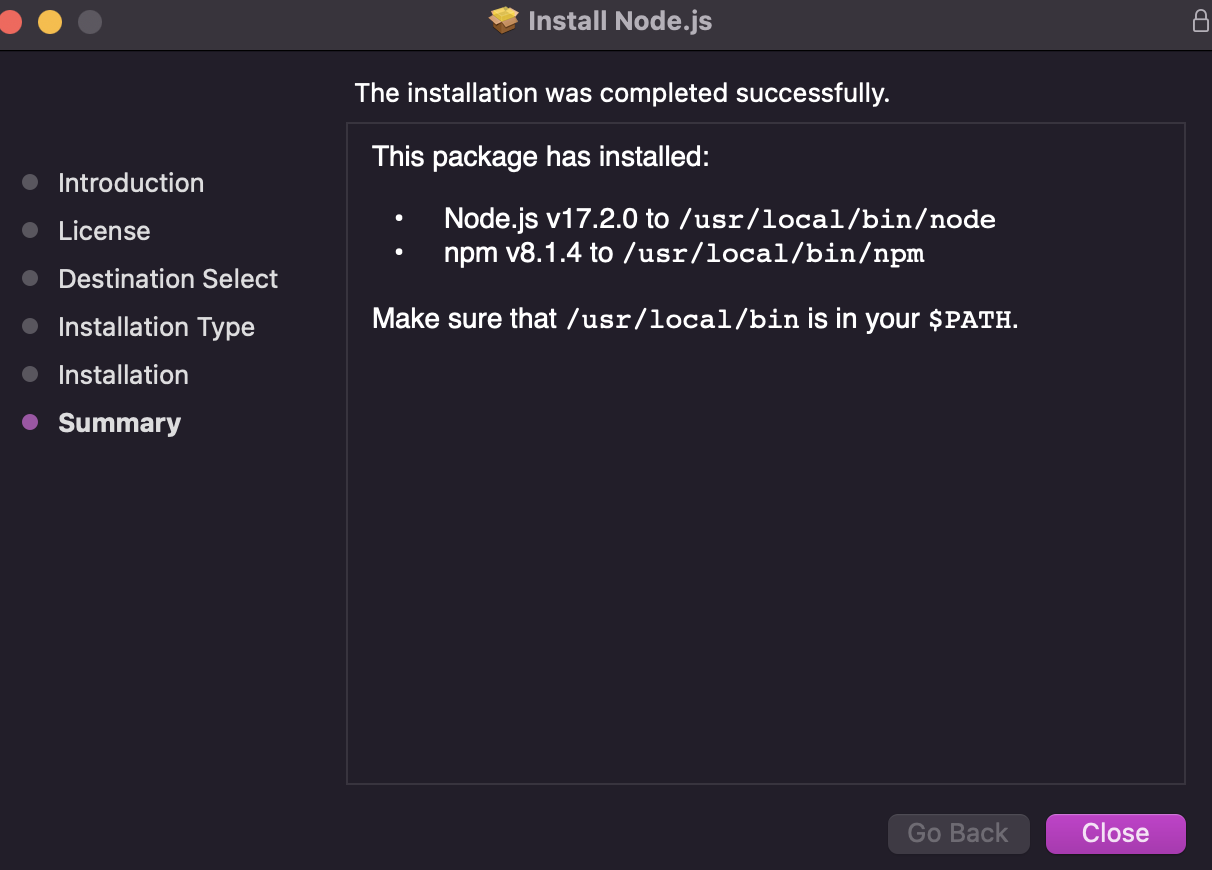 Install Node.js
The installation was completed successfully.
Introduction
License
Destination Select
Installation Type
Installation
Summary
This package has installed:
• Node.js v17.2.0 to /usr/local/bin/node
• npm v8.1.4 to /usr/local/bin/npm
Make sure that /usr/local/bin is in your $PATH.
Go Back
Close